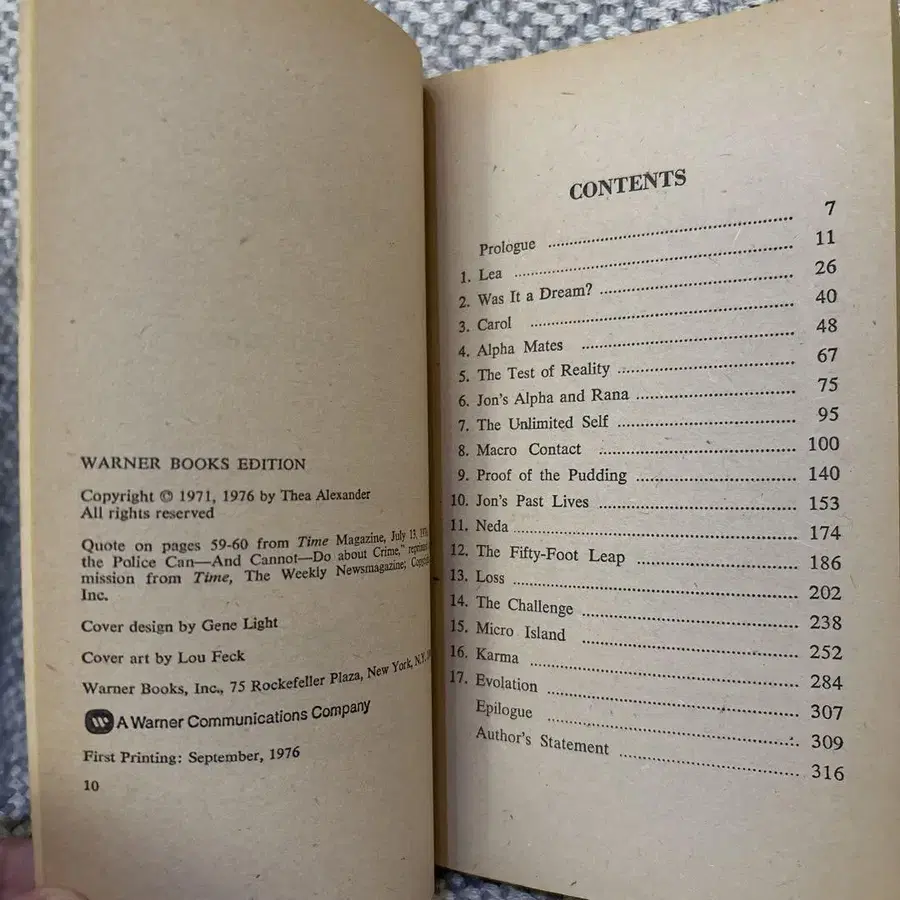 WARNER BOOKS EDITION
Copyright © 1971, 1976 by Thea Alexander
All rights reserved
Quote on pages 59-60 from Time Magazine, July 13,
the Police Can—And Cannot—Do about Crime,"
mission from Time, The Weekly Newsmagazine;
Inc.
Cover design by Gene Light
Cover art by Lou Feck
Warner Books, Inc., 75 Rockefeller Plaza, New York, N.Y.
A Warner Communications Company
First Printing: September, 1976
10
CONTENTS
Prologue 7
1. Lea 11
2. Was It a Dream? 26
3. Carol 40
4. Alpha Mates 48
5. The Test of Reality 67
6. Jon's Alpha and Rana 75
7. The Unlimited Self 95
8. Macro Contact 100
9. Proof of the Pudding 140
10. Jon's Past Lives 153
11. Neda 174
12. The Fifty-Foot Leap 186
13. Loss 202
14. The Challenge 238
15. Micro Island 252
16. Karma 284
17. Evolation 307
Epilogue 309
Author's Statement 316